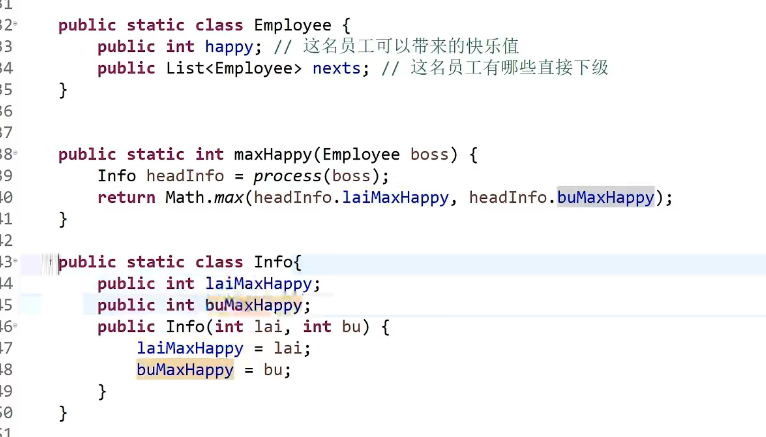 31
32 public static class Employee {
33 public int happy; // 这名员工可以带来的快乐值
34 public List<Employee> nexts; // 这名员工有哪些直接下级
35 }
36
37
38 public static int maxHappy(Employee boss) {
39 Info headInfo = process(boss);
40 return Math.max(headInfo.laiMaxHappy, headInfo.buMaxHappy);
41 }
42
43 public static class Info{
44 public int laiMaxHappy;
45 public int buMaxHappy;
46 public Info(int lai, int bu) {
47 laiMaxHappy = lai;
48 buMaxHappy = bu;
49 }
50 }
51